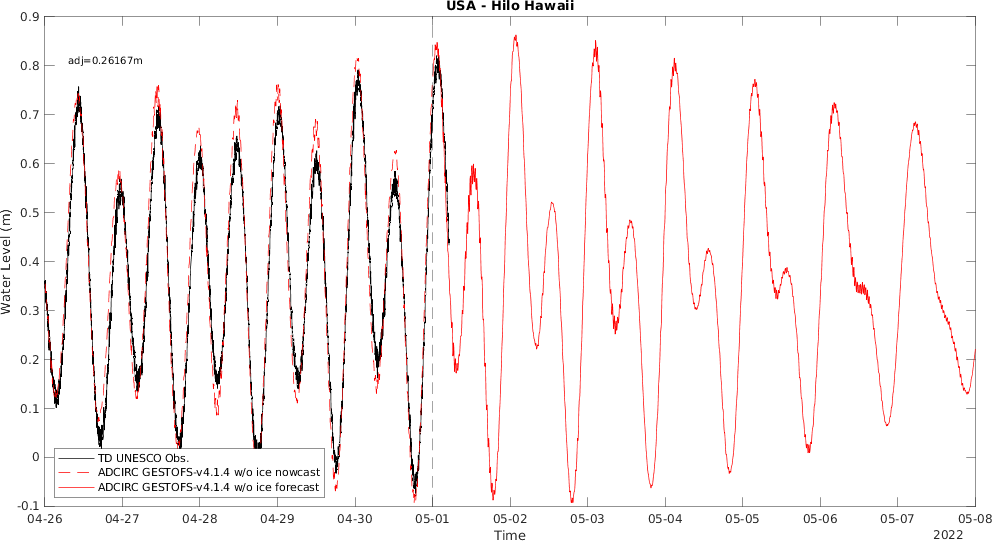 USA - Hilo Hawaii
adj=0.26167m
Water Level (m)
0.9
0.8
0.7
0.6
0.5
0.4
0.3
0.2
0.1
0
-0.1
TD UNESCO Obs.
ADCIRC GESTOFS-v4.1.4 w/o ice nowcast
ADCIRC GESTOFS-v4.1.4 w/o ice forecast
04-26 04-27 04-28 04-29 04-30 05-01 05-02 05-03 05-04 05-05 05-06 05-07 05-08
Time
2022